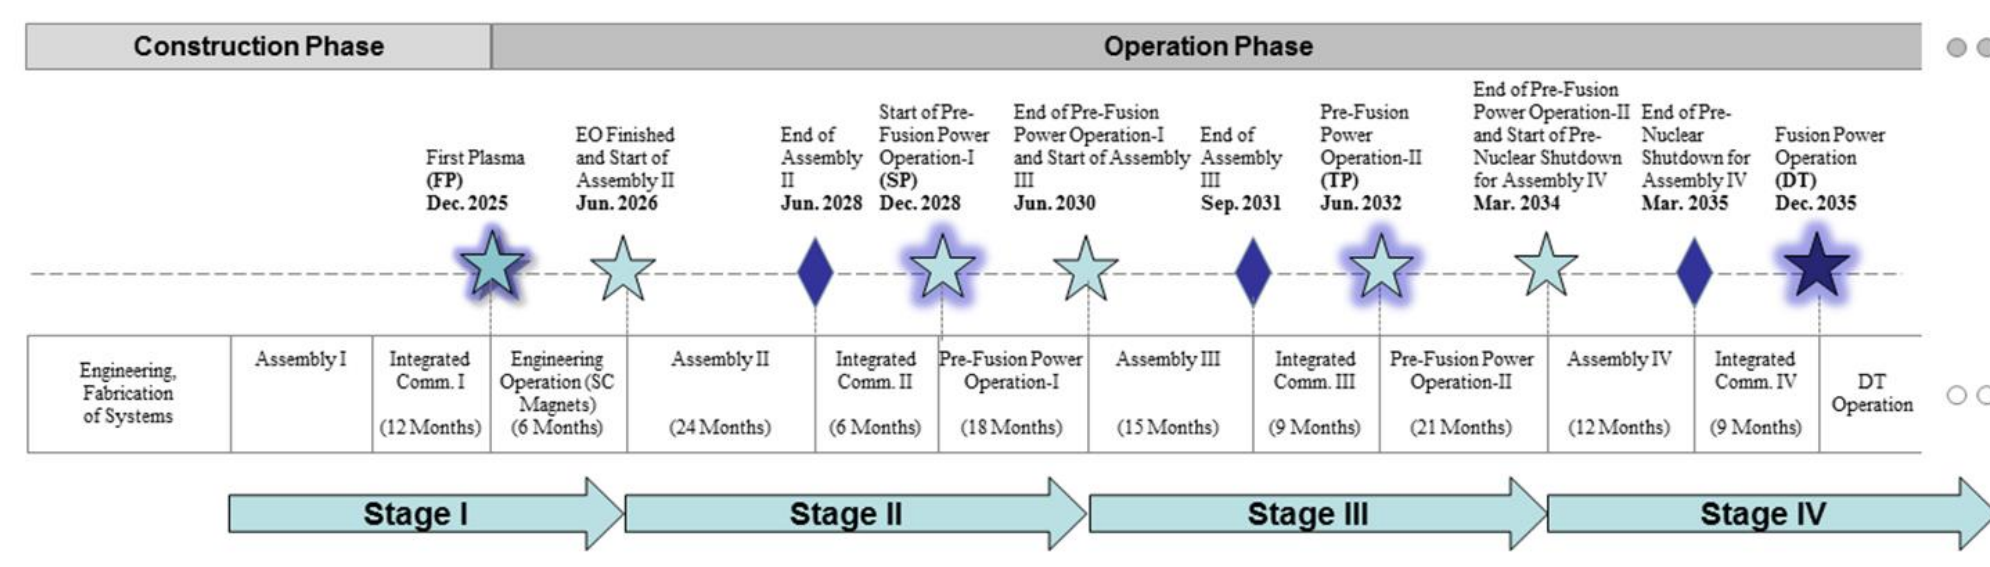 Construction Phase
Operation Phase
First Plasma
(FP)
Dec. 2025
EO Finished
and Start of
Assembly II
Jun. 2026
End of
Assembly
II
Jun. 2028
Start of Pre-
Fusion Power
Operation-I
(SP)
Dec. 2028
End of Pre-Fusion
Power Operation-I
and Start of Assembly
III
Jun. 2030
End of
Assembly
III
Sep. 2031
Pre-Fusion
Power
Operation-II
(TP)
Jun. 2032
End of Pre-Fusion
Power Operation-II
and Start of Pre-
Nuclear Shutdown
for Assembly IV
Mar. 2034
End of Pre-
Nuclear
Shutdown for
Assembly IV
Mar. 2035
Fusion Power
Operation
(DT)
Dec. 2035
Engineering,
Fabrication
of Systems
Assembly I
Integrated
Comm. I
(12 Months)
Engineering
Operation (SC
Magnets)
(6 Months)
Assembly II
(24 Months)
Integrated
Comm. II
(6 Months)
Pre-Fusion Power
Operation-I
(18 Months)
Assembly III
(15 Months)
Integrated
Comm. III
(9 Months)
Pre-Fusion Power
Operation-II
(21 Months)
Assembly IV
(12 Months)
Integrated
Comm. IV
(9 Months)
DT
Operation
Stage I
Stage II
Stage III
Stage IV